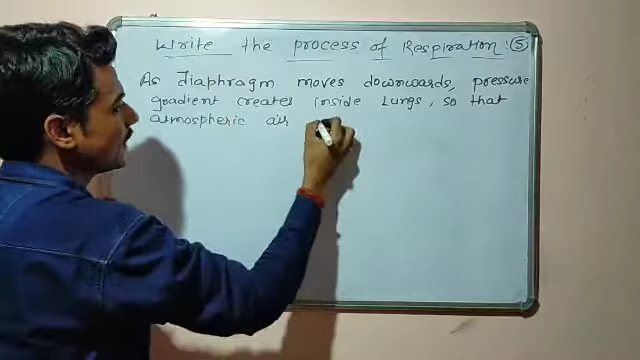 Write the process of Respiration : (5)
As Diaphragm moves downwards, pressure
gradient creates inside Lungs, so that
atmospheric air